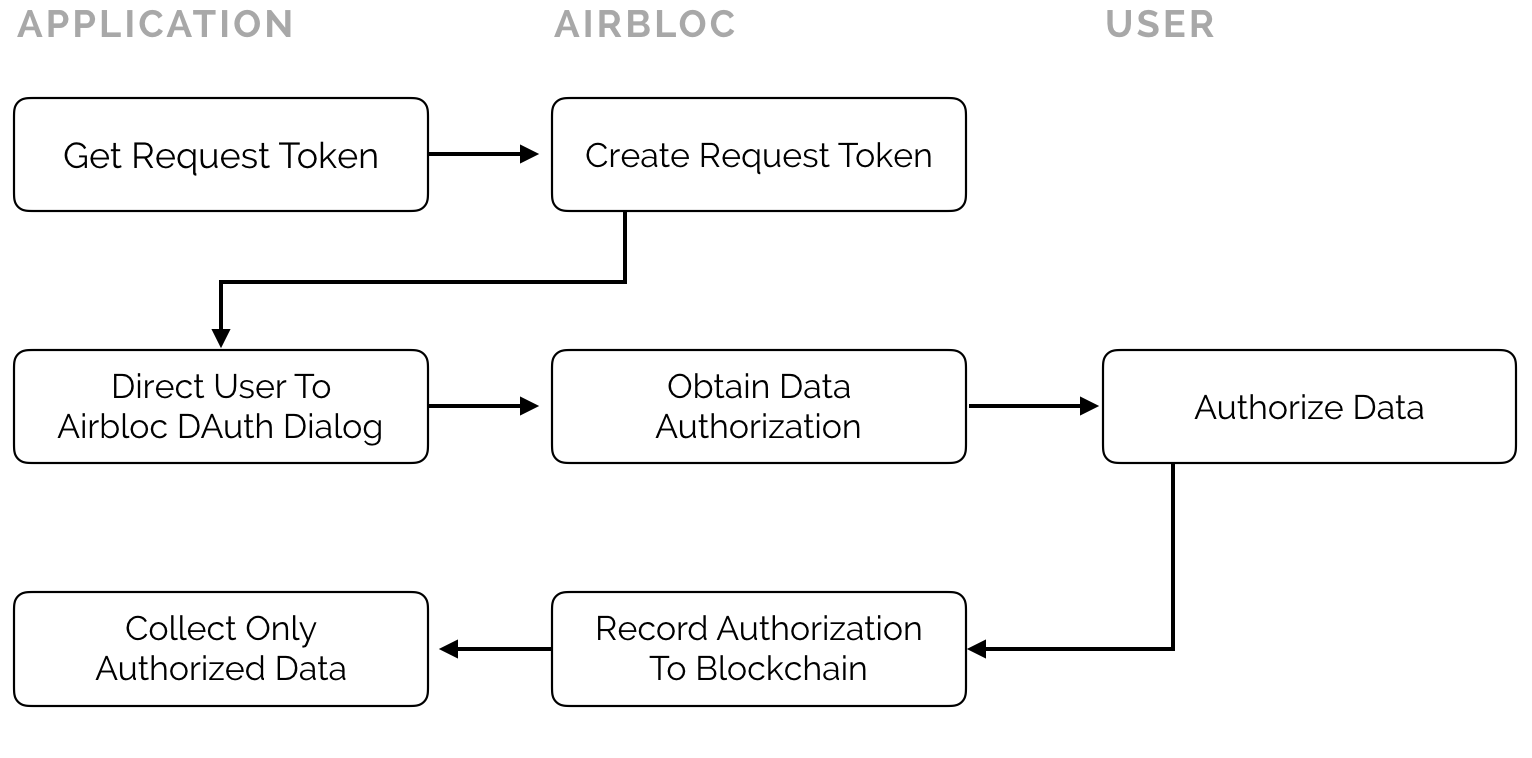 APPLICATION AIRBLOC USER
Get Request Token
Create Request Token
Direct User To
Airbloc DAuth Dialog
Obtain Data
Authorization
Authorize Data
Collect Only
Authorized Data
Record Authorization
To Blockchain